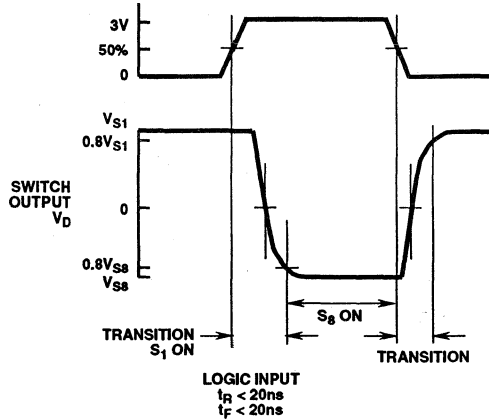 3V
50%
0
VS1
0.8VS1
SWITCH
OUTPUT
VD
0
0.8VS8
VS8
S8 ON
TRANSITION
S1 ON
TRANSITION
LOGIC INPUT
tR < 20ns
tF < 20ns